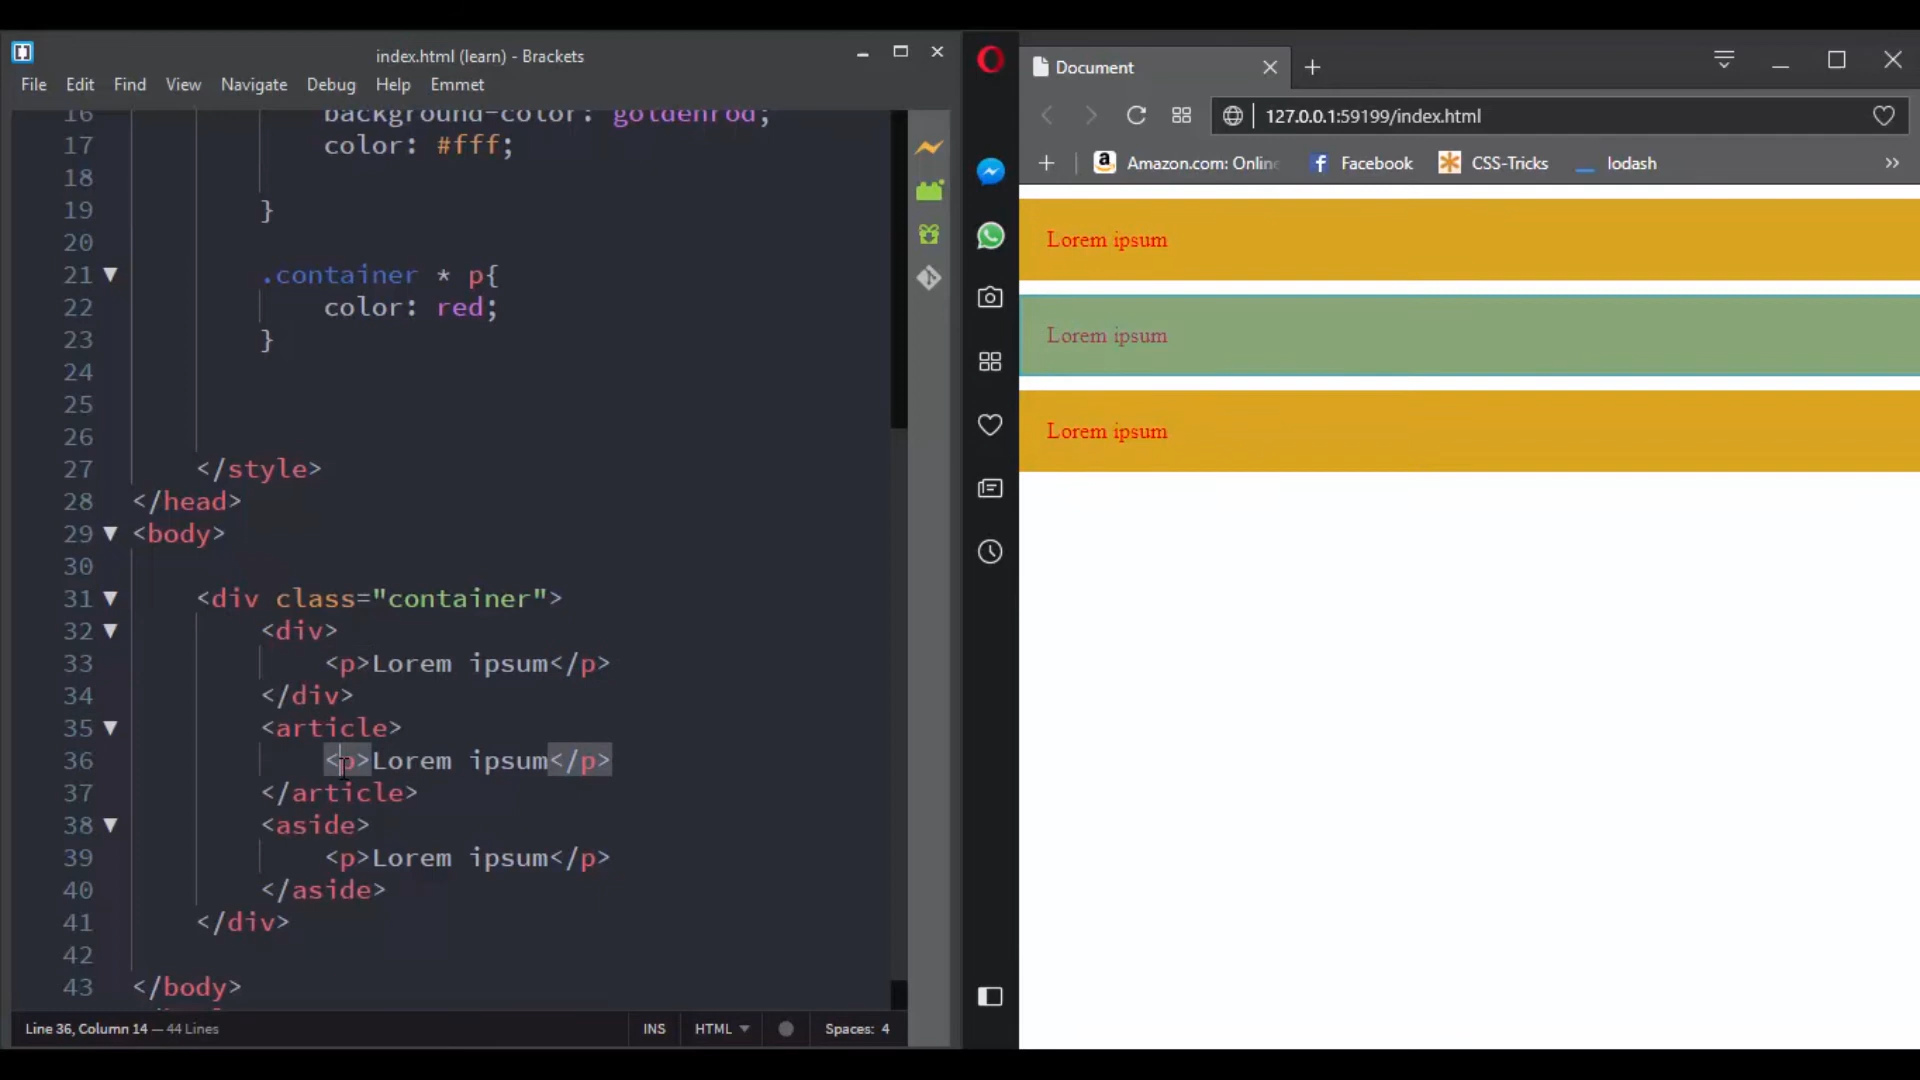 index.html (learn) - Brackets
File Edit Find View Navigate Debug Help Emmet
16 background-color: goldenrod;
17 color: #fff;
18
19 }
20
21 .container * p{
22 color: red;
23 }
24
25
26
27 </style>
28 </head>
29 <body>
30
31 <div class="container">
32 <div>
33 <p>Lorem ipsum</p>
34 </div>
35 <article>
36 <p>Lorem ipsum</p>
37 </article>
38 <aside>
39 <p>Lorem ipsum</p>
40 </aside>
41 </div>
42
43 </body>
Line 36, Column 14 — 44 Lines
INS HTML Spaces: 4
Document
127.0.0.1:59199/index.html
Amazon.com: Online Facebook CSS-Tricks lodash
Lorem ipsum
Lorem ipsum
Lorem ipsum